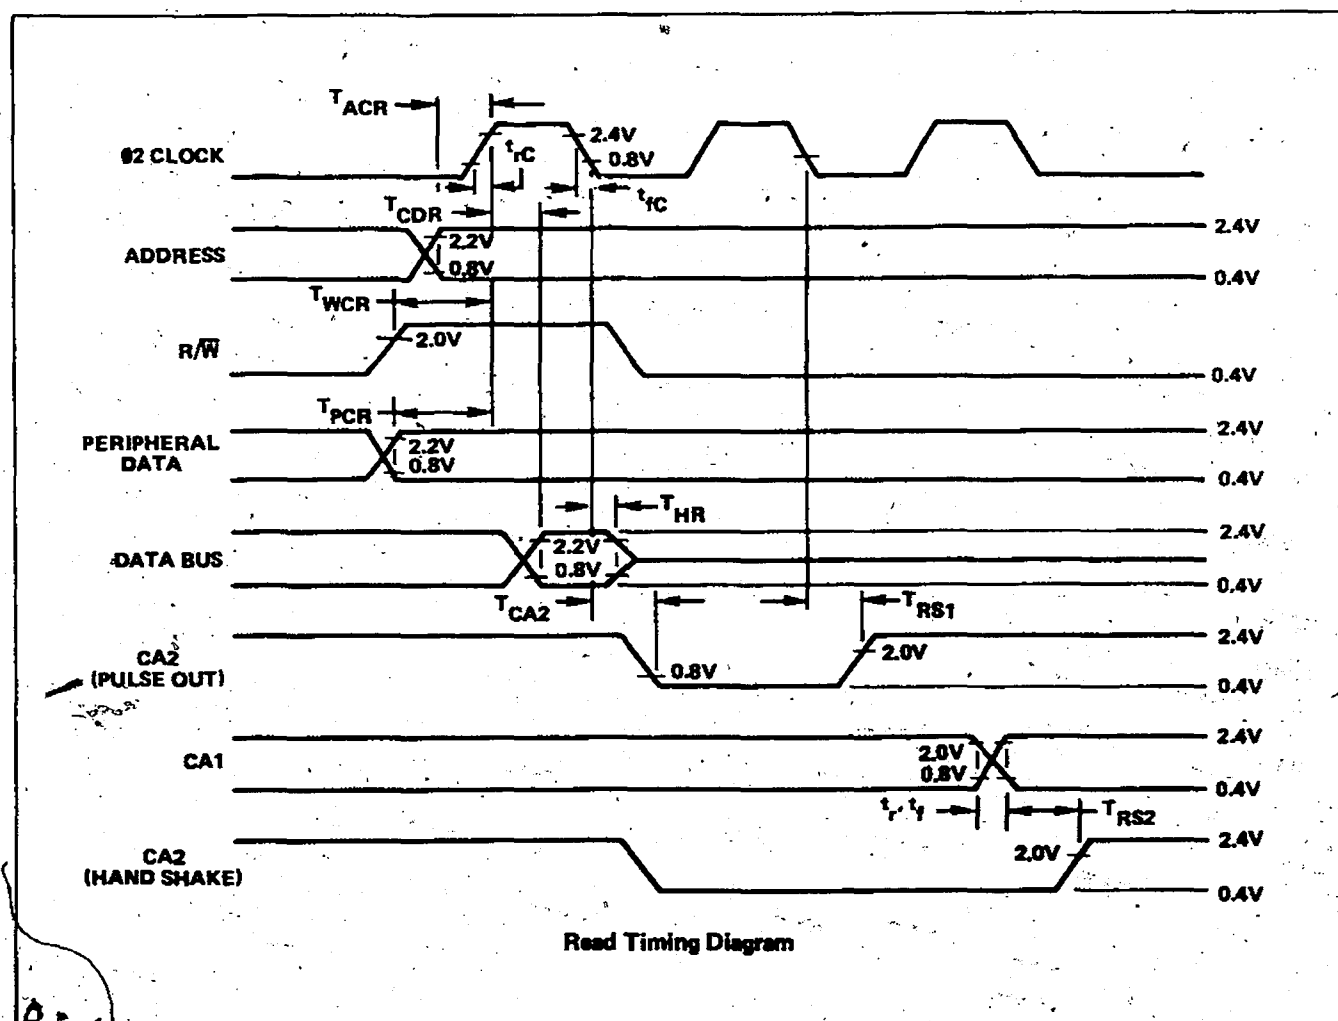 TACR
2.4V
Ø2 CLOCK
trC
0.8V
TCDR
tfC
2.2V
2.4V
ADDRESS
0.8V
0.4V
TWCR
2.0V
R/W̅
0.4V
TPCR
2.4V
PERIPHERAL
DATA
2.2V
0.8V
0.4V
THR
2.4V
DATA BUS
2.2V
0.8V
0.4V
TCA2
TRS1
2.4V
CA2
(PULSE OUT)
0.8V
2.0V
0.4V
2.4V
CA1
2.0V
0.8V
0.4V
tr, tf
TRS2
2.4V
CA2
(HAND SHAKE)
2.0V
0.4V
Read Timing Diagram